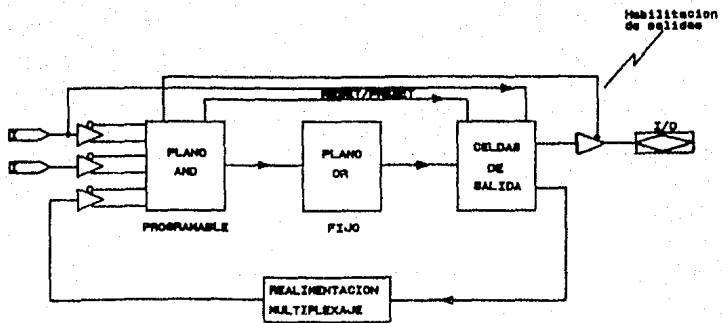 Habilitacion
de salidas
RESET/PRESET
I/O
PLANO
AND
PLANO
OR
CELDAS
DE
SALIDA
PROGRAMABLE
FIJO
REALIMENTACION
MULTIPLEXAJE